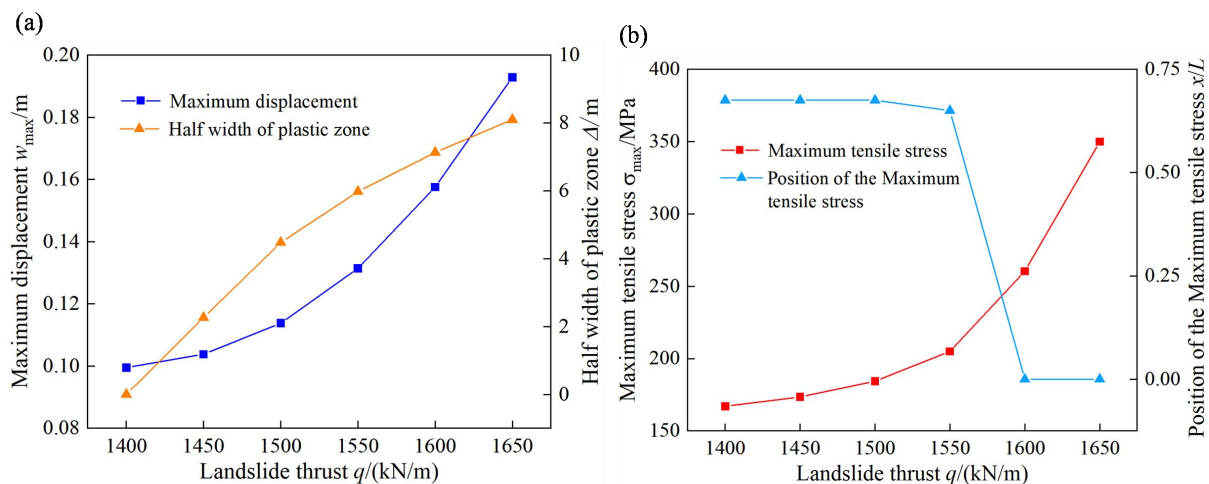 (a)
Maximum displacement w_max/m
0.20
0.18
0.16
0.14
0.12
0.10
0.08
Maximum displacement
Half width of plastic zone
10
8
6
4
2
0
Half width of plastic zone Δ/m
1400 1450 1500 1550 1600 1650
Landslide thrust q/(kN/m)
(b)
Maximum tensile stress σ_max/MPa
400
350
300
250
200
150
Maximum tensile stress
Position of the Maximum
tensile stress
0.75
0.50
0.25
0.00
Position of the Maximum tensile stress x/L
1400 1450 1500 1550 1600 1650
Landslide thrust q/(kN/m)